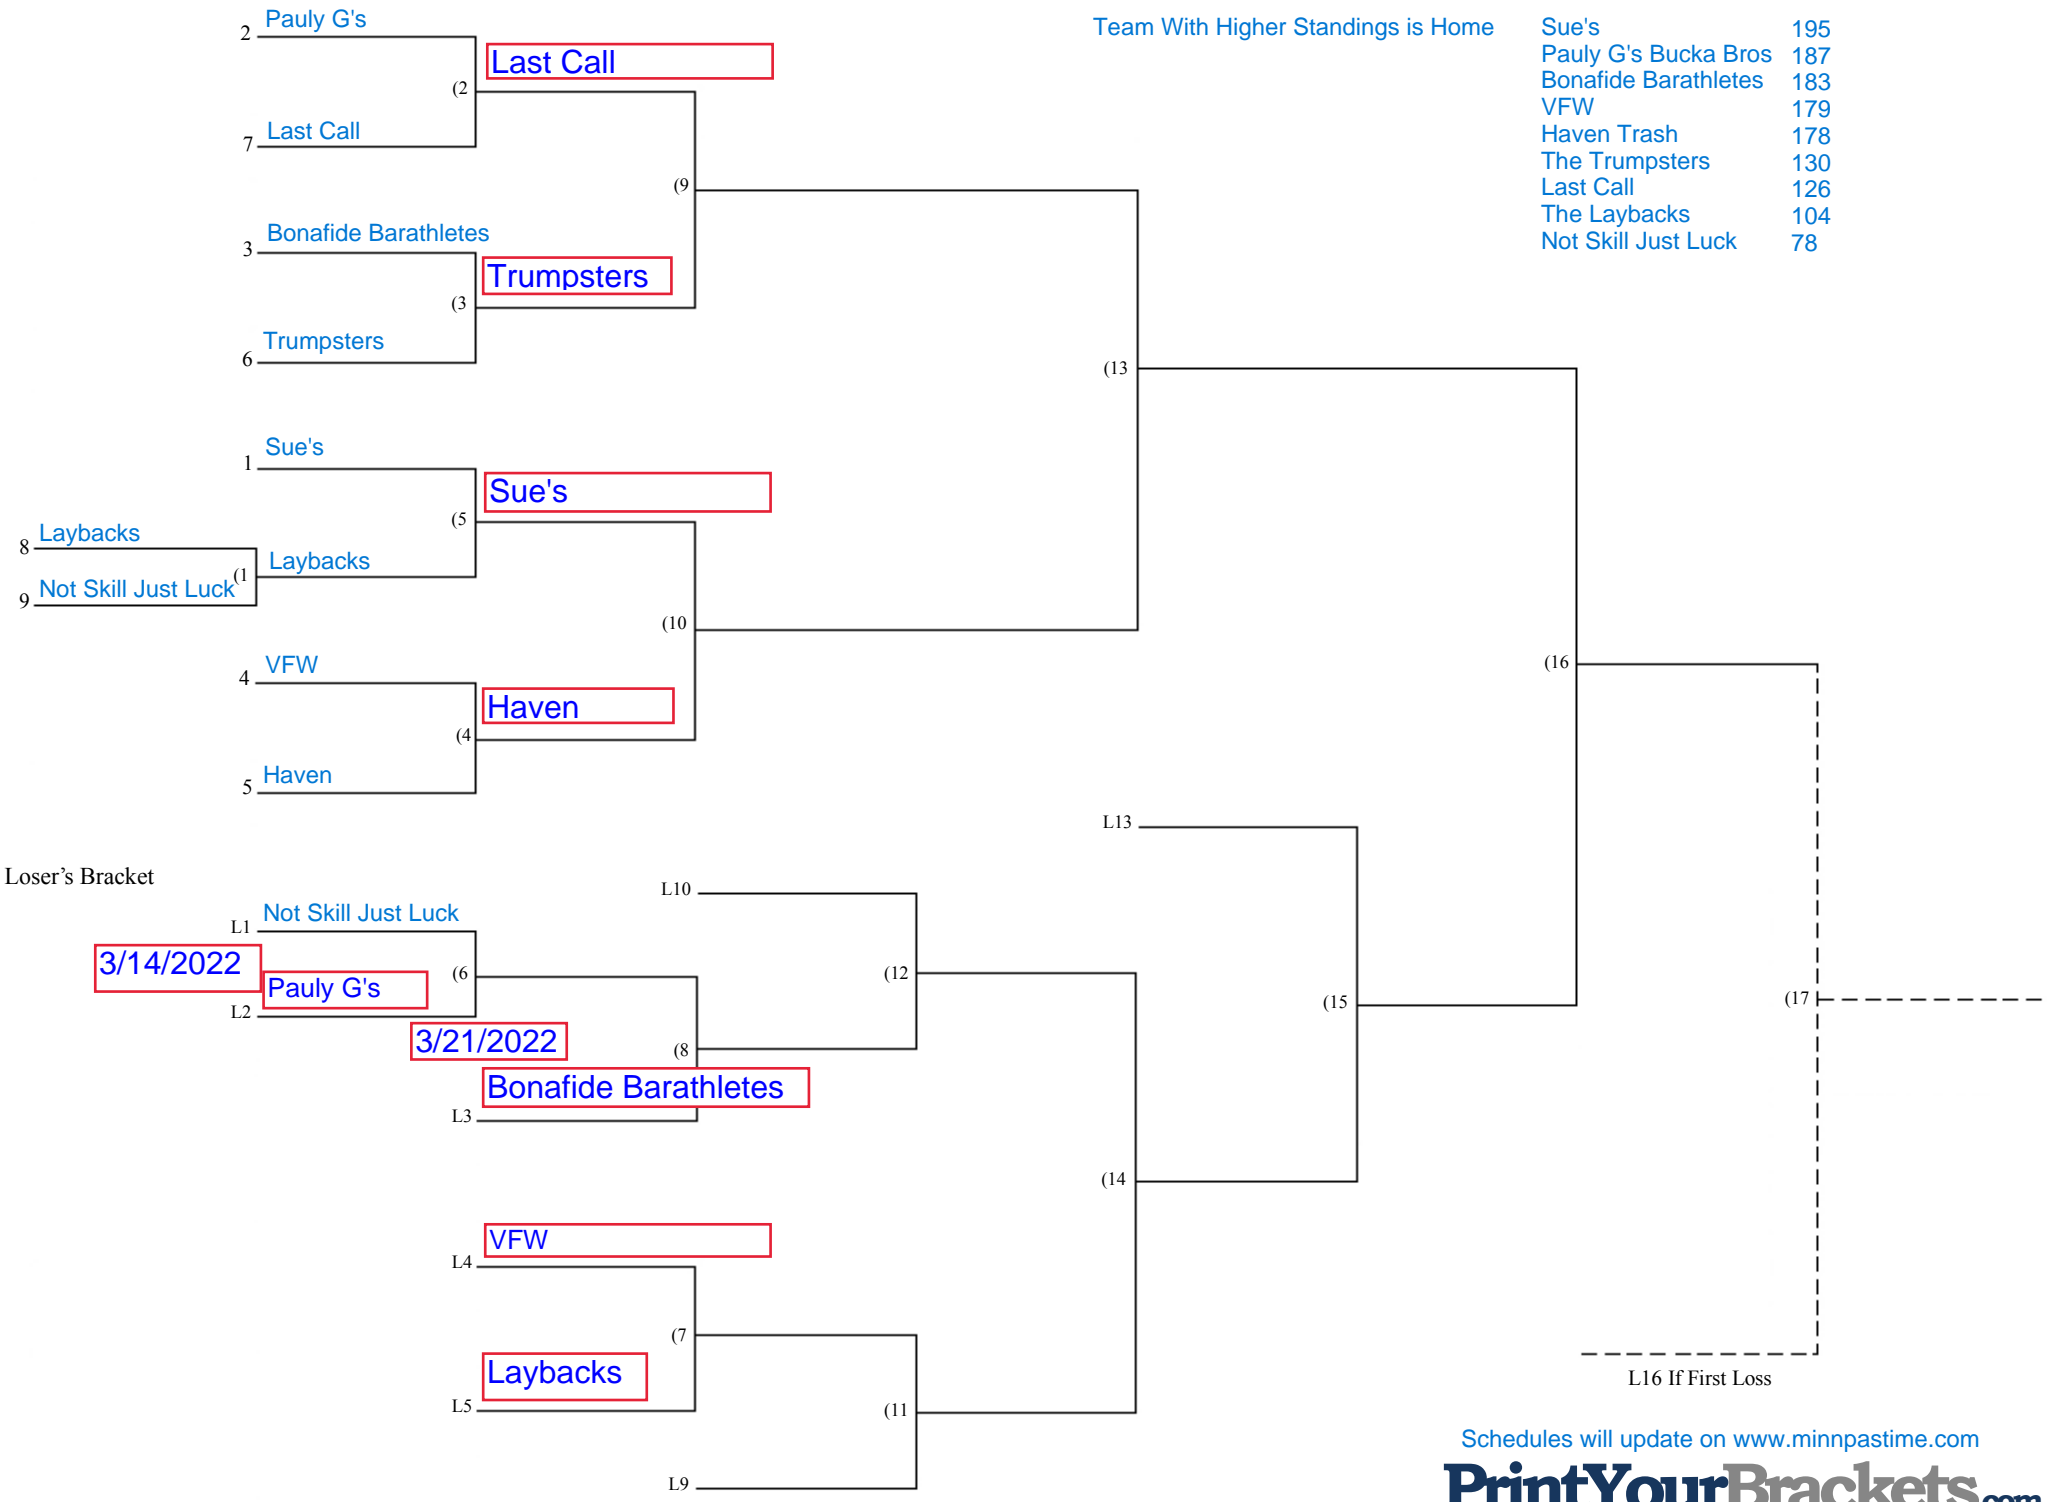 2 Pauly G's
Last Call
(2
7 Last Call
(9
3 Bonafide Barathletes
Trumpsters
(3
6 Trumpsters
Team With Higher Standings is Home
Sue's 195
Pauly G's Bucka Bros 187
Bonafide Barathletes 183
VFW 179
Haven Trash 178
The Trumpsters 130
Last Call 126
The Laybacks 104
Not Skill Just Luck 78
(13
1 Sue's
Sue's
(5
8 Laybacks
(1 Laybacks
9 Not Skill Just Luck
(10
4 VFW
Haven
(4
5 Haven
(16
L13
Loser's Bracket
L10
L1 Not Skill Just Luck
3/14/2022
(6
Pauly G's
L2
(12
3/21/2022
(8
Bonafide Barathletes
L3
(15
(17
(14
VFW
L4
(7
Laybacks
L5
(11
L9
L16 If First Loss
Schedules will update on www.minnpastime.com
PrintYourBrackets.com